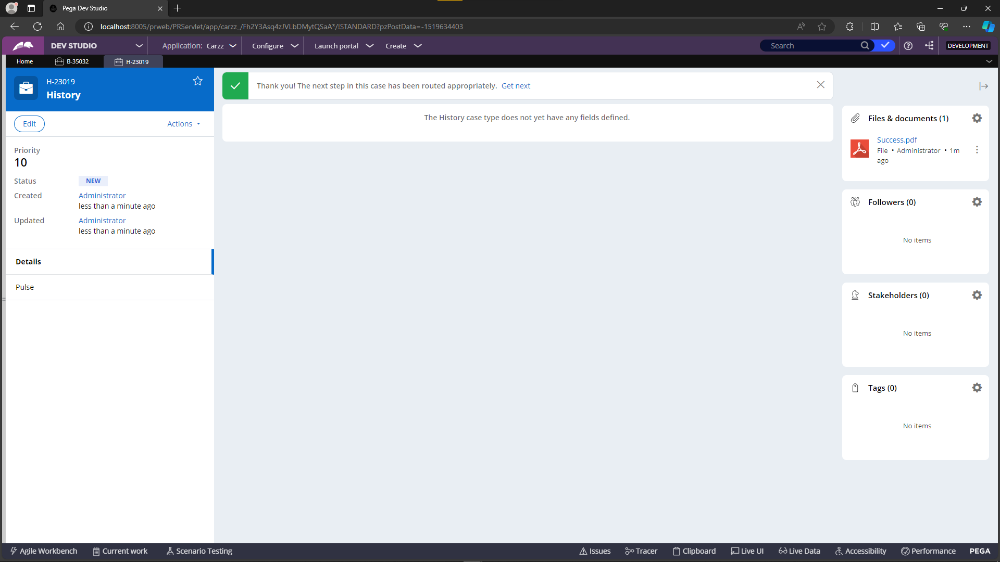 Pega Dev Studio
localhost:8005/prweb/PRServlet/app/carzz_/Fh2Y3Asq4zJVLbDMytQSaA*/!STANDARD?pzPostData=-1519634403
DEV STUDIO
Application: Carzz
Configure
Launch portal
Create
Search
DEVELOPMENT
Home
B-35032
H-23019
H-23019
History
Edit
Actions
Priority
10
Status NEW
Created Administrator
less than a minute ago
Updated Administrator
less than a minute ago
Details
Pulse
Thank you! The next step in this case has been routed appropriately. Get next
The History case type does not yet have any fields defined.
Files & documents (1)
Success.pdf
File • Administrator • 1m
ago
Followers (0)
No items
Stakeholders (0)
No items
Tags (0)
No items
Agile Workbench
Current work
Scenario Testing
Issues
Tracer
Clipboard
Live UI
Live Data
Accessibility
Performance
PEGA